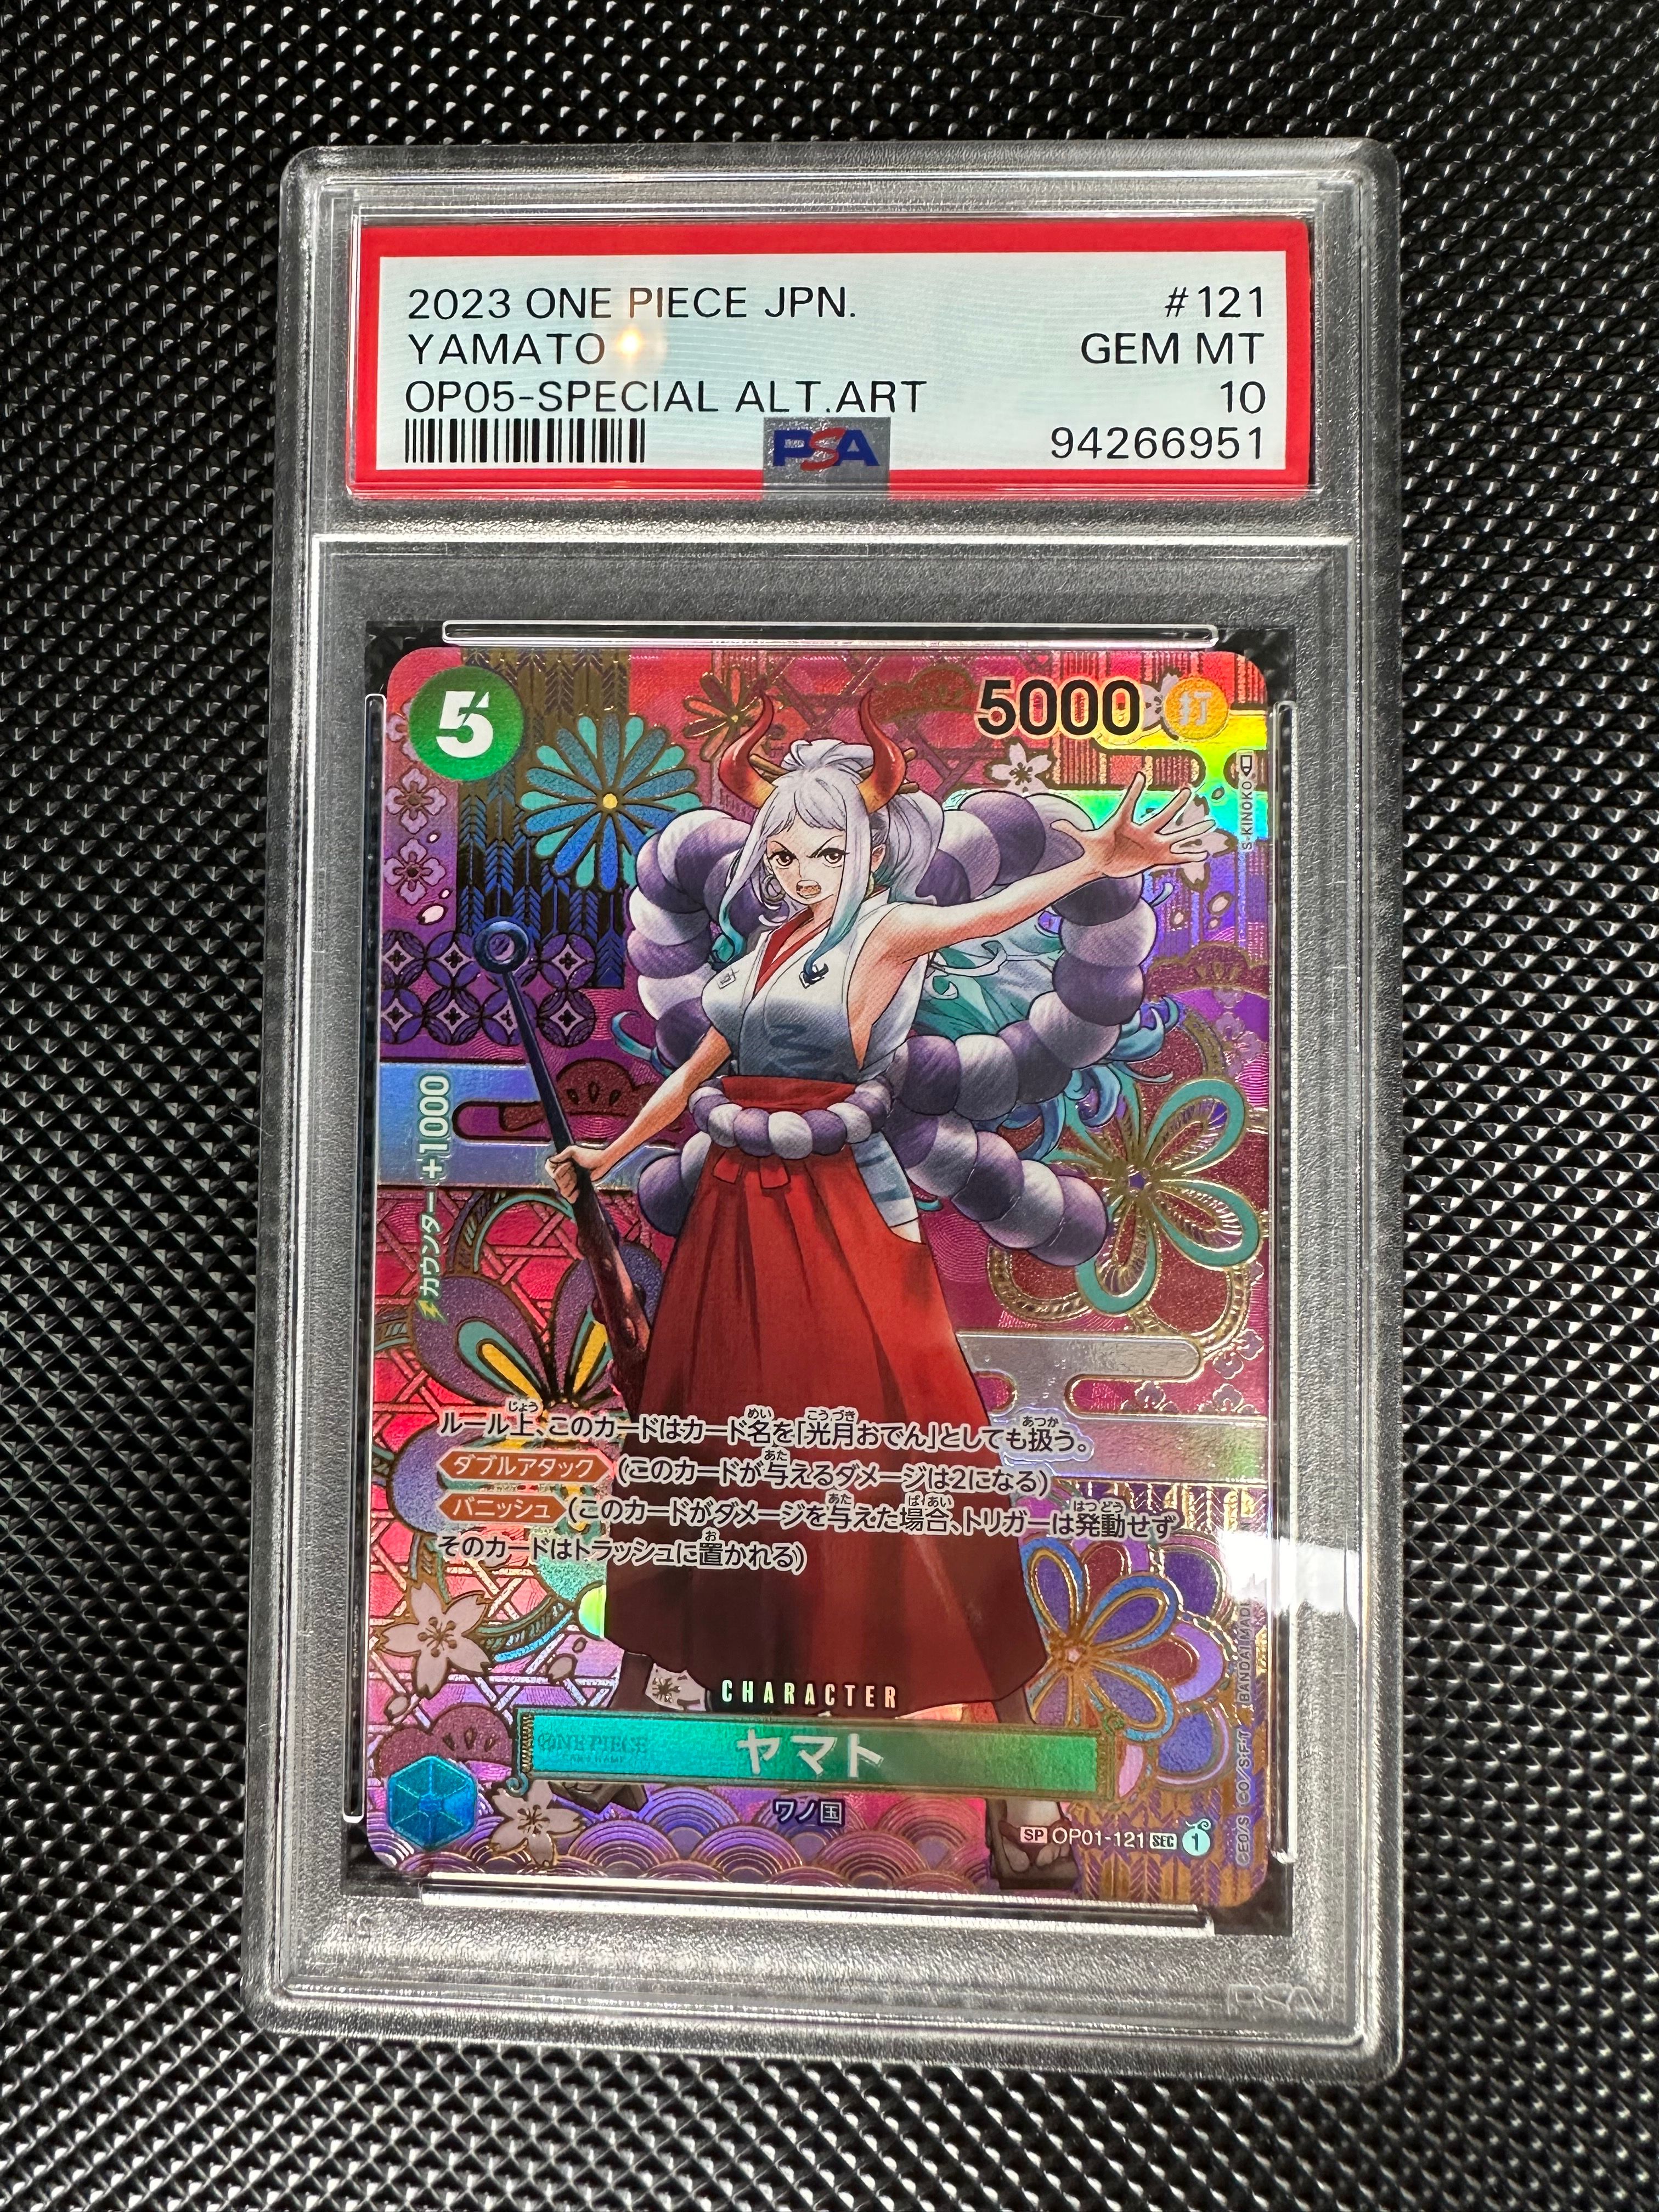 2023 ONE PIECE JPN. #121
YAMATO GEM MT
OP05-SPECIAL ALT.ART 10
PSA 94266951
5 5000 打
S-KINOKO
カウンター +1000
ルール上、このカードはカード名を「光月おでん」としても扱う。
ダブルアタック (このカードが与えるダメージは2になる)
バニッシュ (このカードがダメージを与えた場合、トリガーは発動せず
そのカードはトラッシュに置かれる)
CHARACTER
ONE PIECE
CARD GAME
ヤマト
ワノ国
SP OP01-121 SEC 1
PSA